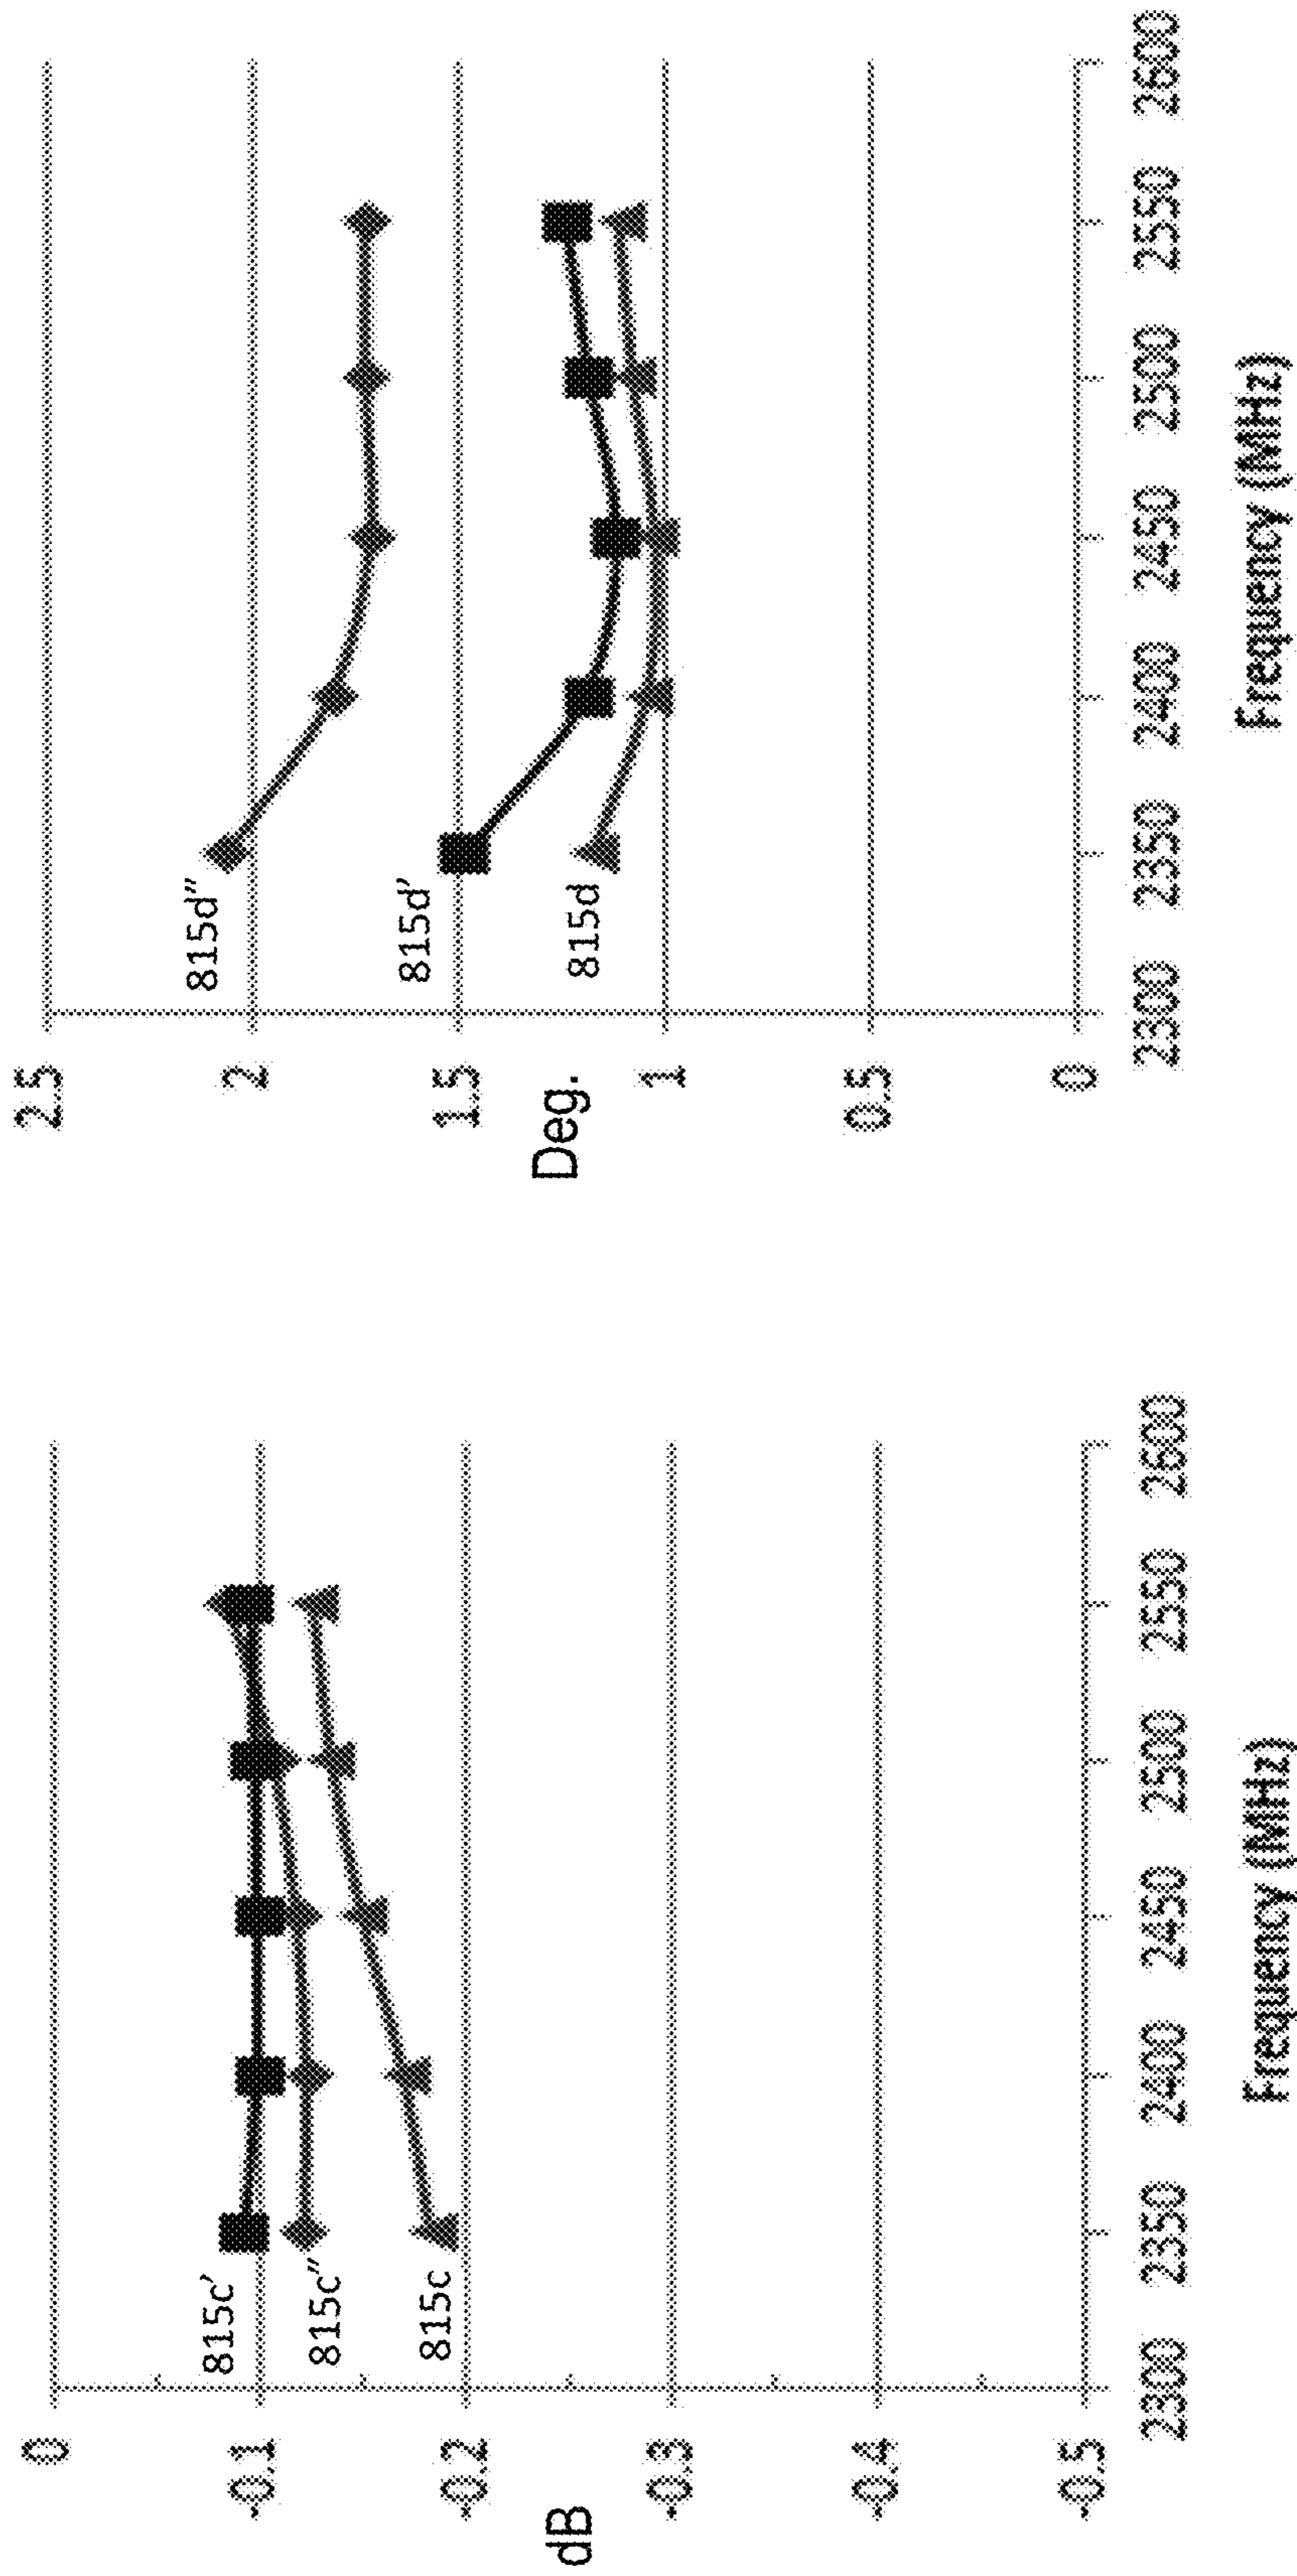 0
-0.1
-0.2
-0.3
-0.4
-0.5
dB
815c'
815c"
815c
2300 2350 2400 2450 2500 2550 2600
Frequency (MHz)
2.5
2
1.5
1
0.5
0
Deg.
815d"
815d'
815d
2300 2350 2400 2450 2500 2550 2600
Frequency (MHz)